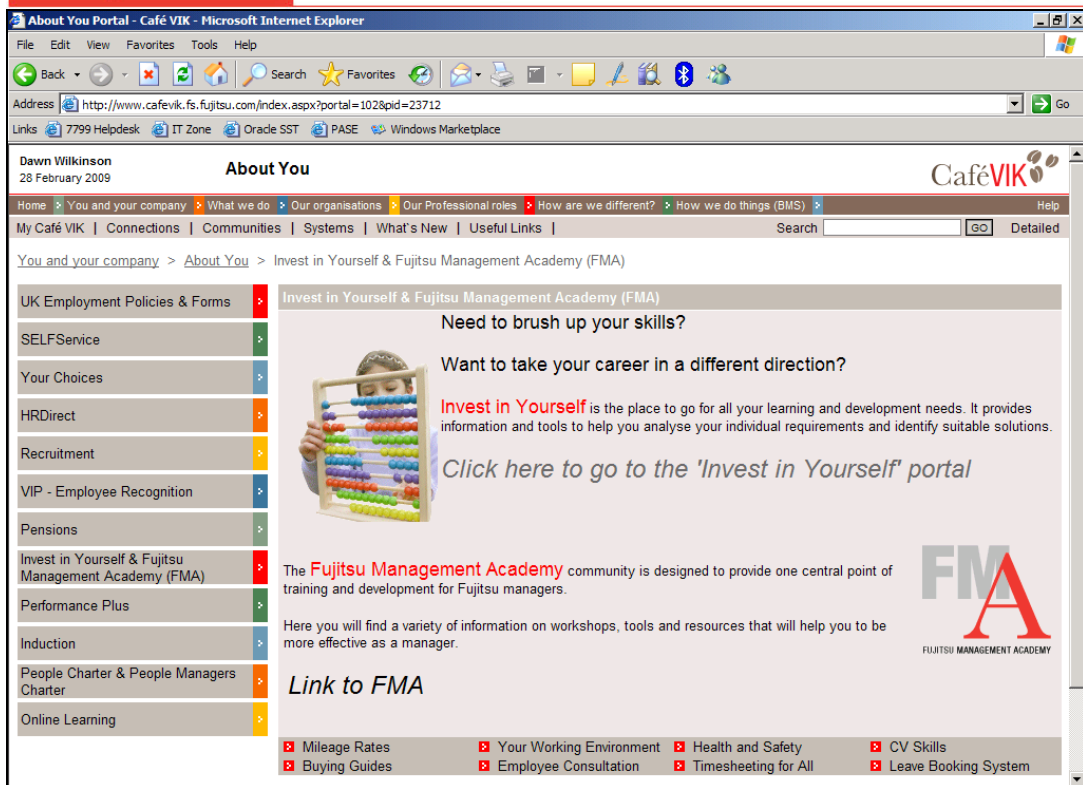 About You Portal - Café VIK - Microsoft Internet Explorer
File Edit View Favorites Tools Help
Back Search Favorites
Address http://www.cafevik.fs.fujitsu.com/index.aspx?portal=102&pid=23712 Go
Links 7799 Helpdesk IT Zone Oracle SST PASE Windows Marketplace
Dawn Wilkinson
28 February 2009
About You
CaféVIK
Home You and your company What we do Our organisations Our Professional roles How are we different? How we do things (BMS) Help
My Café VIK | Connections | Communities | Systems | What's New | Useful Links | Search GO Detailed
You and your company > About You > Invest in Yourself & Fujitsu Management Academy (FMA)
UK Employment Policies & Forms
SELFService
Your Choices
HRDirect
Recruitment
VIP - Employee Recognition
Pensions
Invest in Yourself & Fujitsu
Management Academy (FMA)
Performance Plus
Induction
People Charter & People Managers
Charter
Online Learning
Invest in Yourself & Fujitsu Management Academy (FMA)
Need to brush up your skills?
Want to take your career in a different direction?
Invest in Yourself is the place to go for all your learning and development needs. It provides
information and tools to help you analyse your individual requirements and identify suitable solutions.
Click here to go to the 'Invest in Yourself' portal
The Fujitsu Management Academy community is designed to provide one central point of
training and development for Fujitsu managers.
Here you will find a variety of information on workshops, tools and resources that will help you to be
more effective as a manager.
Link to FMA
FMA
FUJITSU MANAGEMENT ACADEMY
Mileage Rates Your Working Environment Health and Safety CV Skills
Buying Guides Employee Consultation Timesheeting for All Leave Booking System